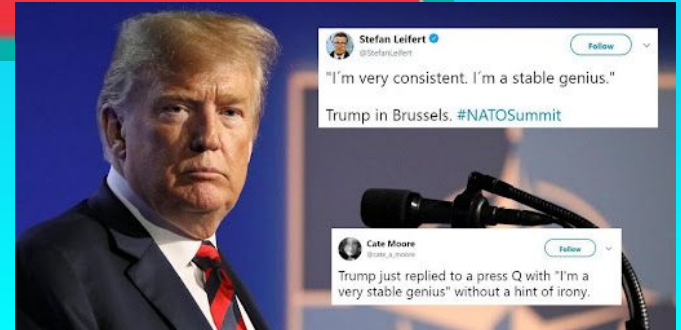 Stefan Leifert
@StefanLeifert
Follow
"I´m very consistent. I´m a stable genius."
Trump in Brussels. #NATOSummit
Cate Moore
@cate_a_moore
Follow
Trump just replied to a press Q with "I'm a
very stable genius" without a hint of irony.